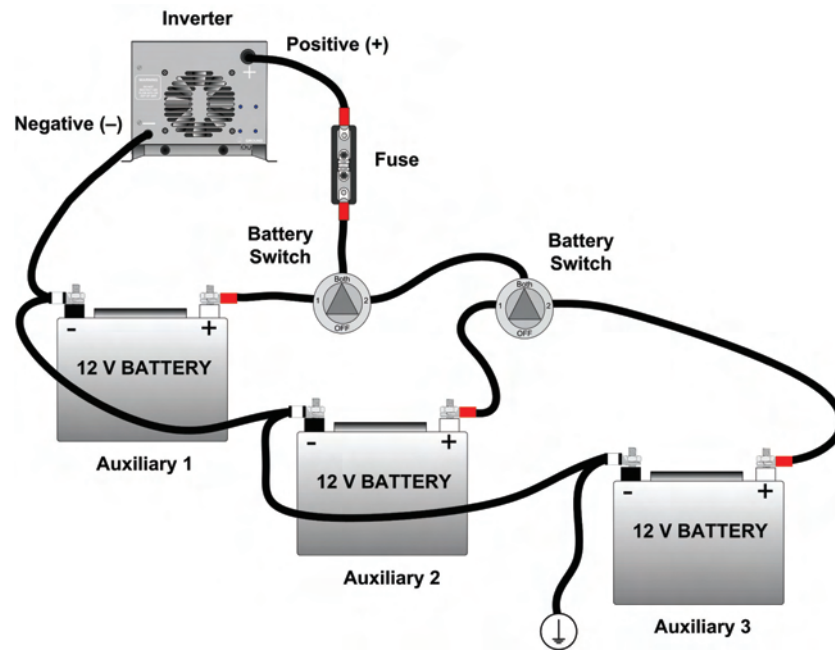 Inverter
Positive (+)
Negative (–)
Fuse
Battery
Switch
Battery
Switch
Both
1
2
OFF
Both
1
2
OFF
-
+
12 V BATTERY
Auxiliary 1
-
+
12 V BATTERY
Auxiliary 2
-
+
12 V BATTERY
Auxiliary 3